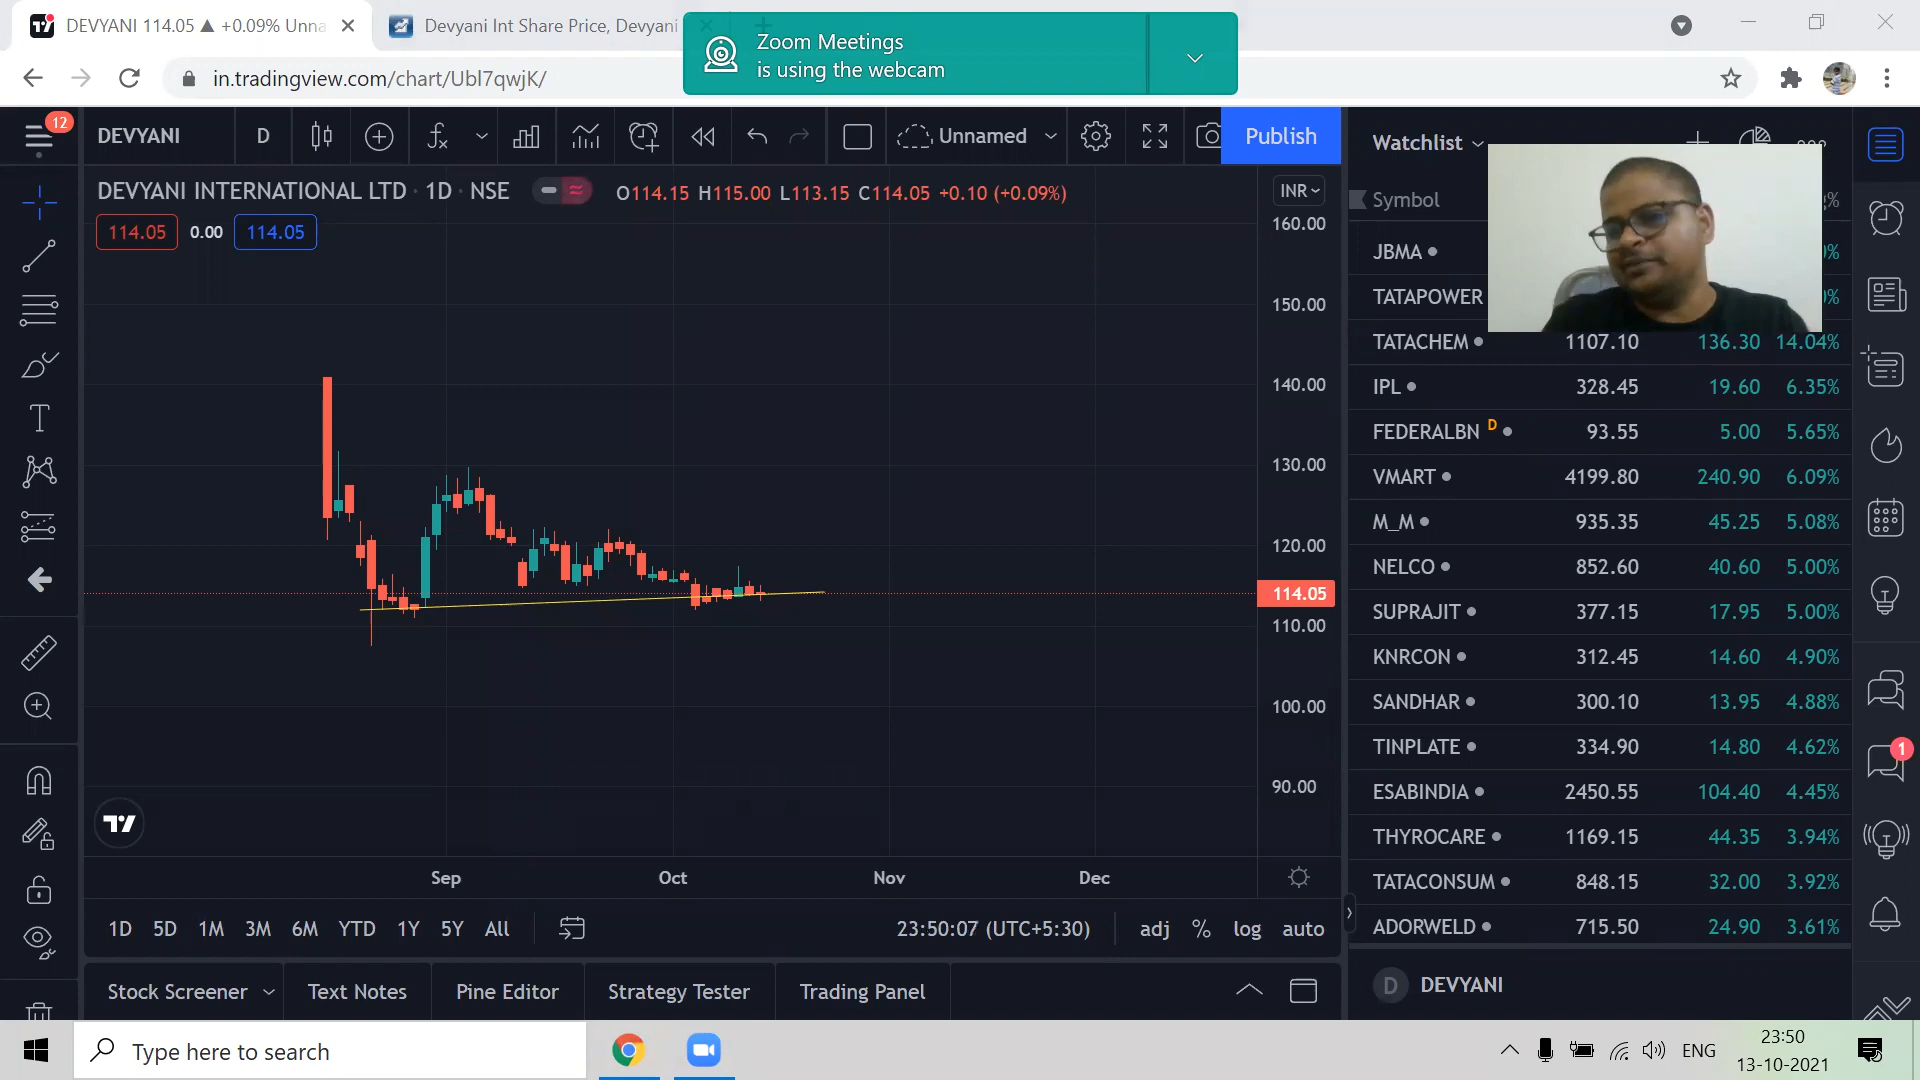 DEVYANI 114.05 ▲ +0.09% Unna
Devyani Int Share Price, Devyani
Zoom Meetings
is using the webcam
in.tradingview.com/chart/Ubl7qwjK/
12
DEVYANI
D
Unnamed
Publish
Watchlist
DEVYANI INTERNATIONAL LTD · 1D · NSE
O114.15 H115.00 L113.15 C114.05 +0.10 (+0.09%)
INR
Symbol
114.05 0.00 114.05
160.00
150.00
140.00
130.00
120.00
114.05
110.00
100.00
90.00
JBMA
TATAPOWER
TATACHEM 1107.10 136.30 14.04%
IPL 328.45 19.60 6.35%
FEDERALBN D 93.55 5.00 5.65%
VMART 4199.80 240.90 6.09%
M_M 935.35 45.25 5.08%
NELCO 852.60 40.60 5.00%
SUPRAJIT 377.15 17.95 5.00%
KNRCON 312.45 14.60 4.90%
SANDHAR 300.10 13.95 4.88%
TINPLATE 334.90 14.80 4.62%
ESABINDIA 2450.55 104.40 4.45%
THYROCARE 1169.15 44.35 3.94%
TATACONSUM 848.15 32.00 3.92%
ADORWELD 715.50 24.90 3.61%
1
Sep Oct Nov Dec
1D 5D 1M 3M 6M YTD 1Y 5Y All
23:50:07 (UTC+5:30)
adj % log auto
Stock Screener
Text Notes
Pine Editor
Strategy Tester
Trading Panel
D DEVYANI
Type here to search
ENG
23:50
13-10-2021